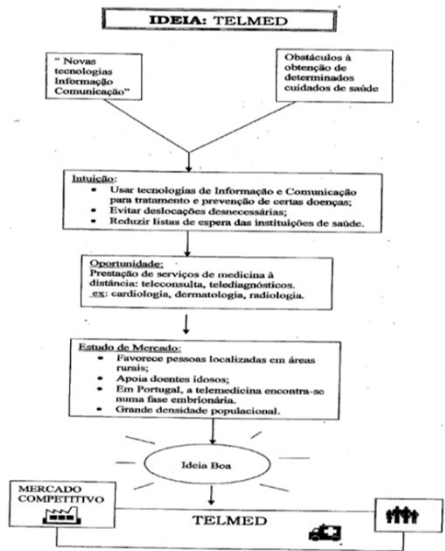 IDEIA: TELMED
“ Novas
tecnologias
Informação
Comunicação”
Obstáculos à
obtenção de
determinados
cuidados de saúde
Intuição:
• Usar tecnologias de Informação e Comunicação
para tratamento e prevenção de certas doenças;
• Evitar deslocações desnecessárias;
• Reduzir listas de espera das instituições de saúde.
Oportunidade:
Prestação de serviços de medicina à
distância: teleconsulta, telediagnósticos.
ex: cardiologia, dermatologia, radiologia.
Estudo de Mercado:
• Favorece pessoas localizadas em áreas
rurais;
• Apoia doentes idosos;
• Em Portugal, a telemedicina encontra-se
numa fase embrionária.
• Grande densidade populacional.
Ideia Boa
MERCADO
COMPETITIVO
TELMED